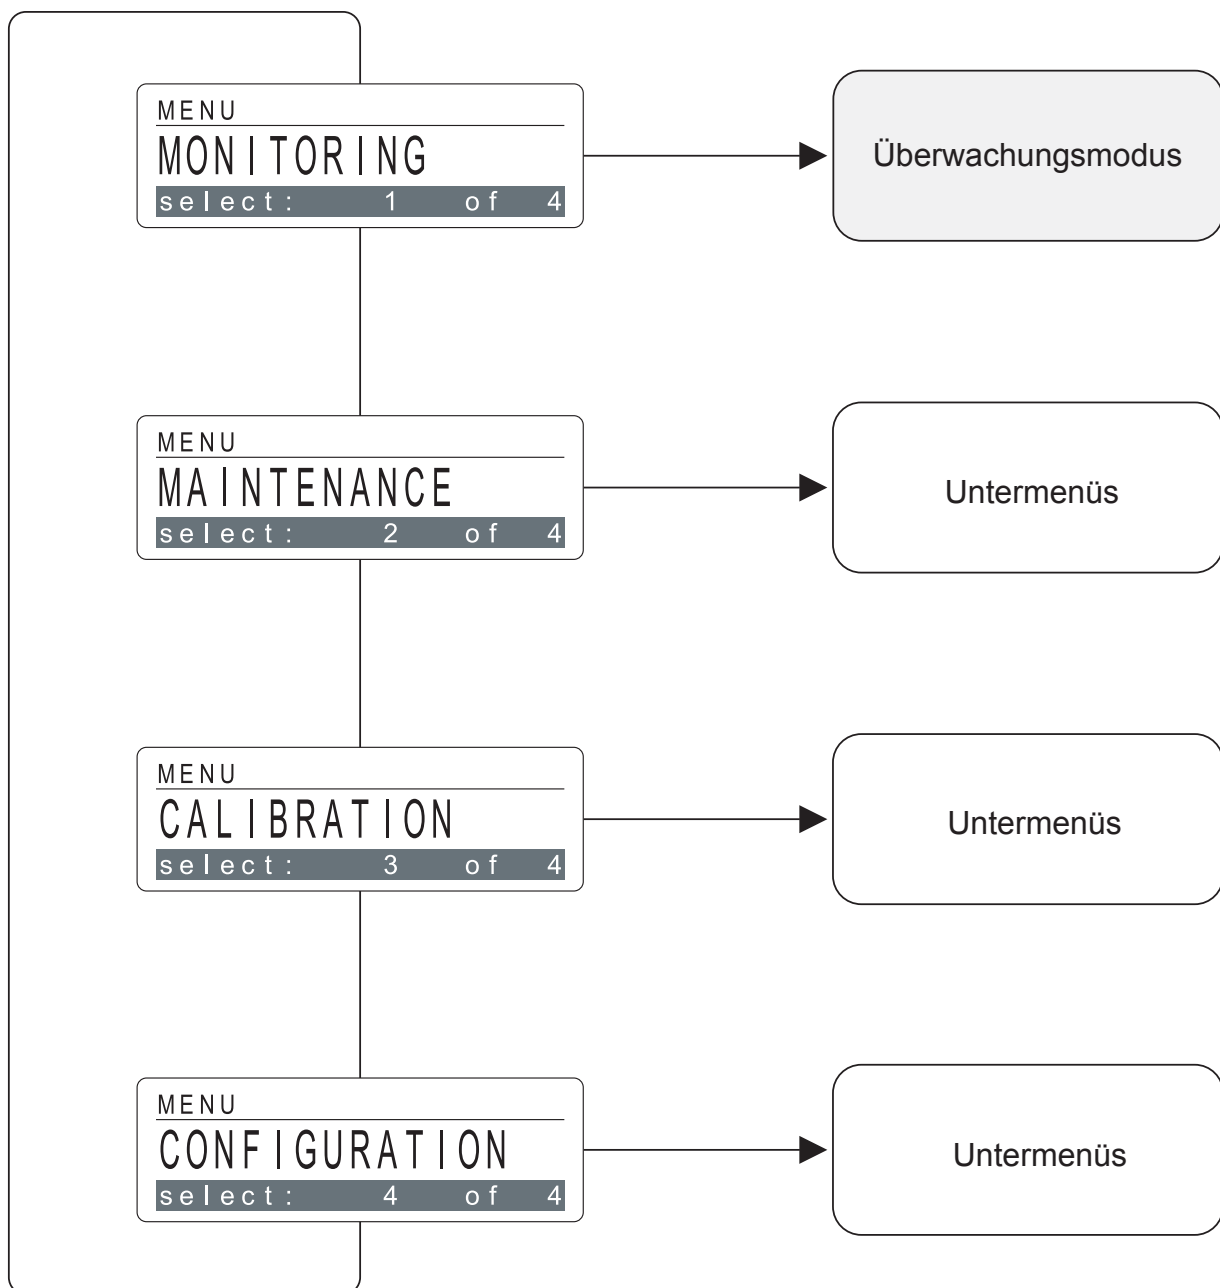 MENU
MONITORING
select: 1 of 4
Überwachungsmodus
MENU
MAINTENANCE
select: 2 of 4
Untermenüs
MENU
CALIBRATION
select: 3 of 4
Untermenüs
MENU
CONFIGURATION
select: 4 of 4
Untermenüs